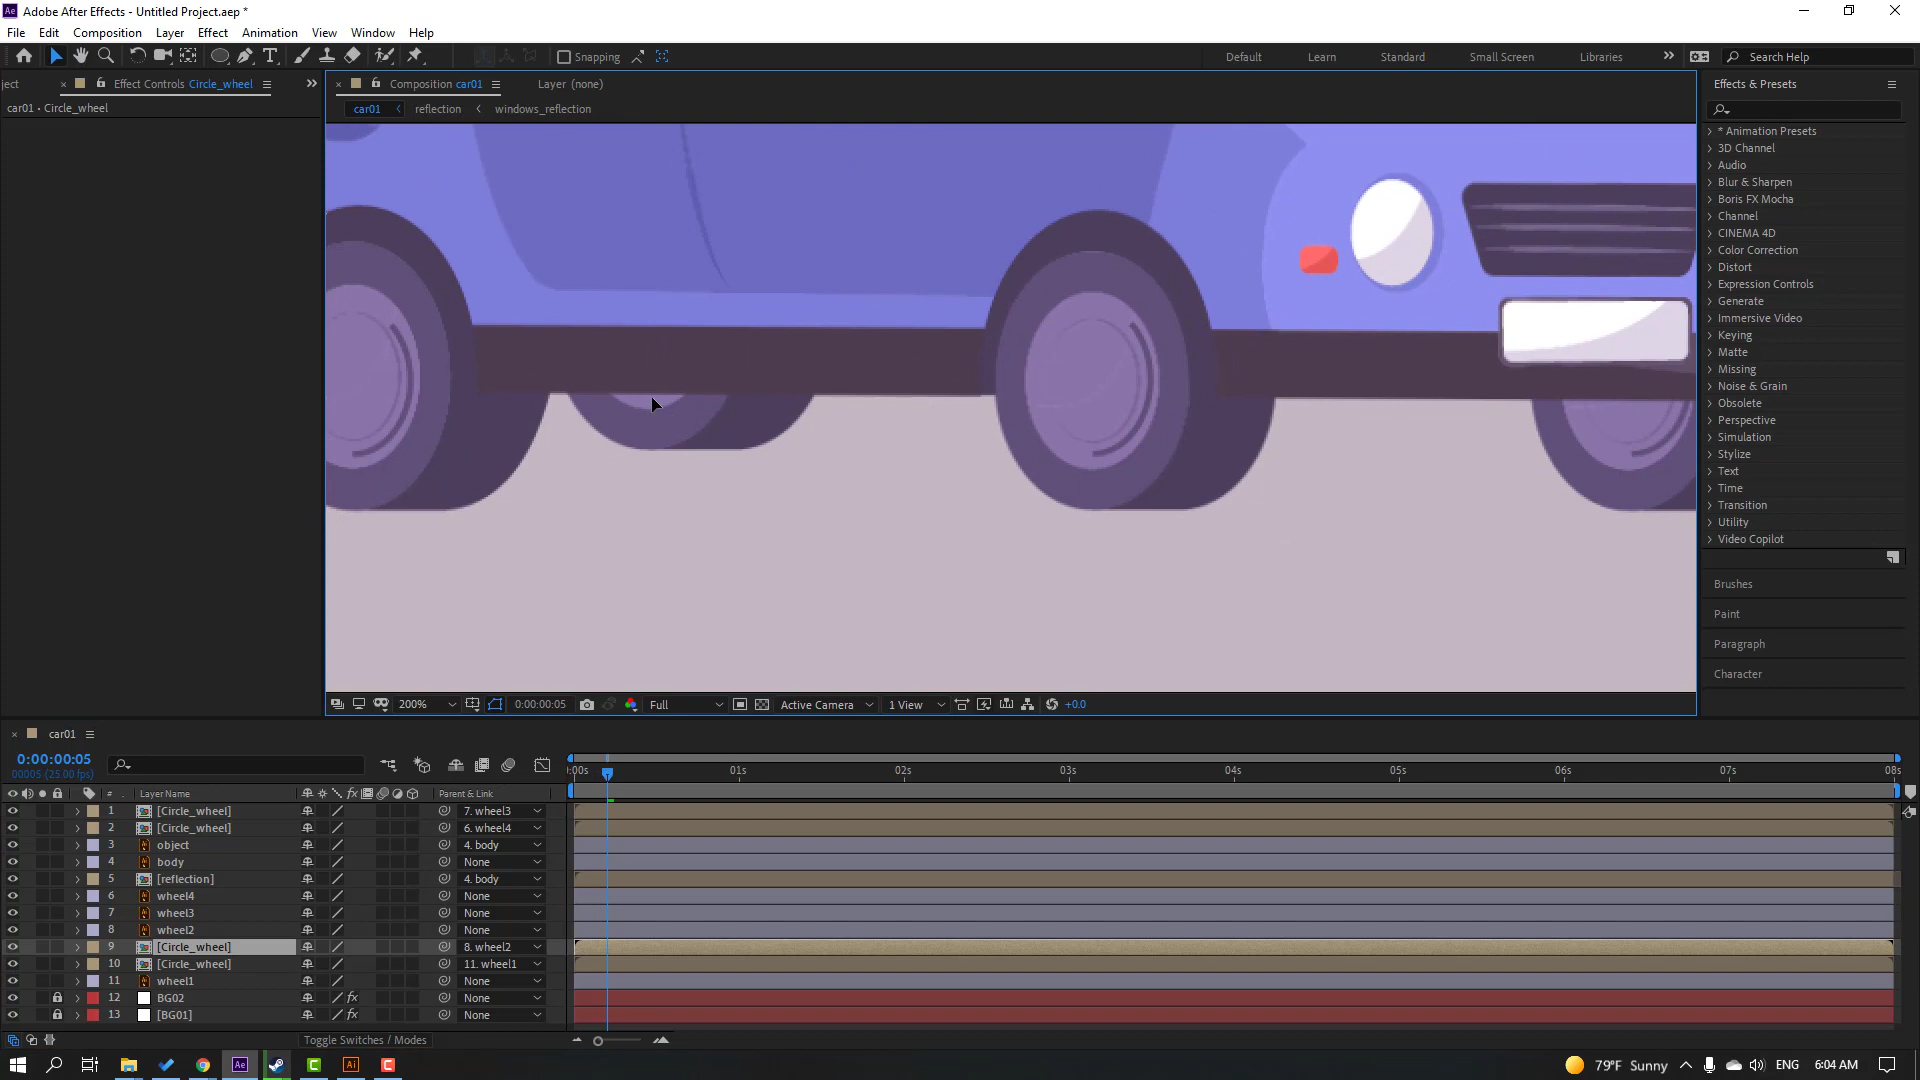 Ae Adobe After Effects - Untitled Project.aep *
File Edit Composition Layer Effect Animation View Window Help
Snapping Default Learn Standard Small Screen Libraries Search Help
ject Effect Controls Circle_wheel
car01 • Circle_wheel
Composition car01 Layer (none)
car01 reflection windows_reflection
Effects & Presets
* Animation Presets
3D Channel
Audio
Blur & Sharpen
Boris FX Mocha
Channel
CINEMA 4D
Color Correction
Distort
Expression Controls
Generate
Immersive Video
Keying
Matte
Missing
Noise & Grain
Obsolete
Perspective
Simulation
Stylize
Text
Time
Transition
Utility
Video Copilot
Brushes
Paint
Paragraph
Character
200% 0:00:00:05 Full Active Camera 1 View +0.0
car01
0:00:00:05
00005 (25.00 fps)
:00s 01s 02s 03s 04s 05s 06s 07s 08s
# Layer Name fx Parent & Link
1 [Circle_wheel] 7. wheel3
2 [Circle_wheel] 6. wheel4
3 object 4. body
4 body None
5 [reflection] 4. body
6 wheel4 None
7 wheel3 None
8 wheel2 None
9 [Circle_wheel] 8. wheel2
10 [Circle_wheel] 11. wheel1
11 wheel1 None
12 BG02 fx None
13 [BG01] fx None
Toggle Switches / Modes
Ae C Ai C 79°F Sunny ENG 6:04 AM